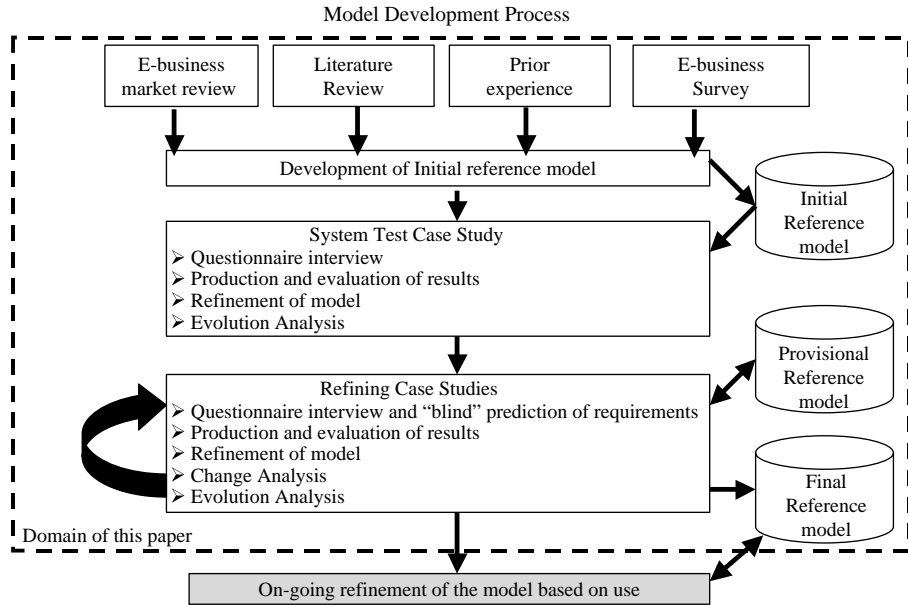 Model Development Process
E-business
market review
Literature
Review
Prior
experience
E-business
Survey
Development of Initial reference model
Initial
Reference
model
System Test Case Study
➢ Questionnaire interview
➢ Production and evaluation of results
➢ Refinement of model
➢ Evolution Analysis
Provisional
Reference
model
Refining Case Studies
➢ Questionnaire interview and “blind” prediction of requirements
➢ Production and evaluation of results
➢ Refinement of model
➢ Change Analysis
➢ Evolution Analysis
Final
Reference
model
Domain of this paper
On-going refinement of the model based on use